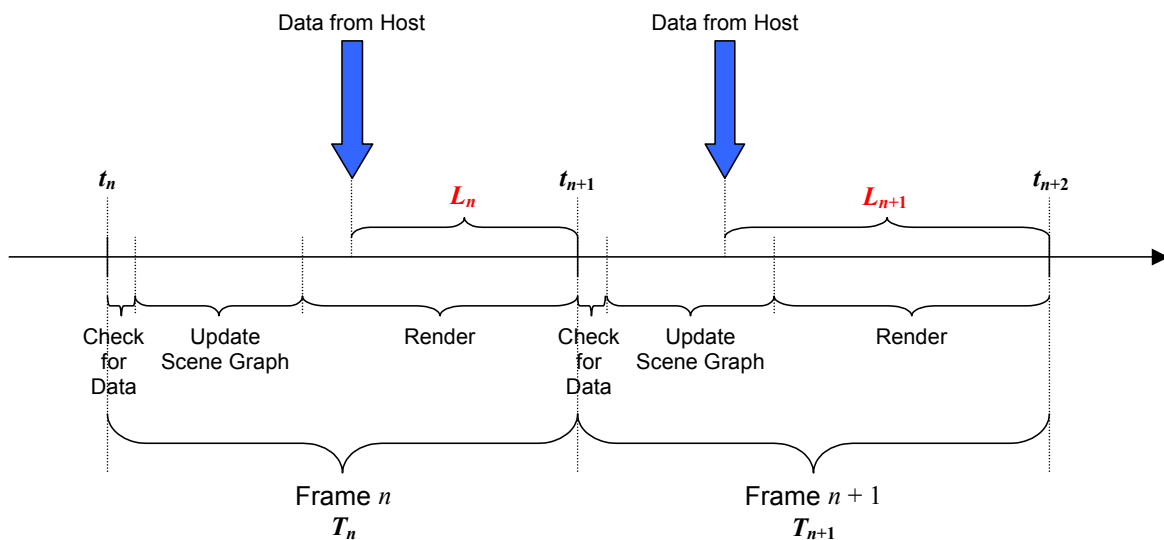 Data from Host
Data from Host
tn
tn+1
tn+2
Ln
Ln+1
Check
for
Data
Update
Scene Graph
Render
Check
for
Data
Update
Scene Graph
Render
Frame n
Tn
Frame n + 1
Tn+1